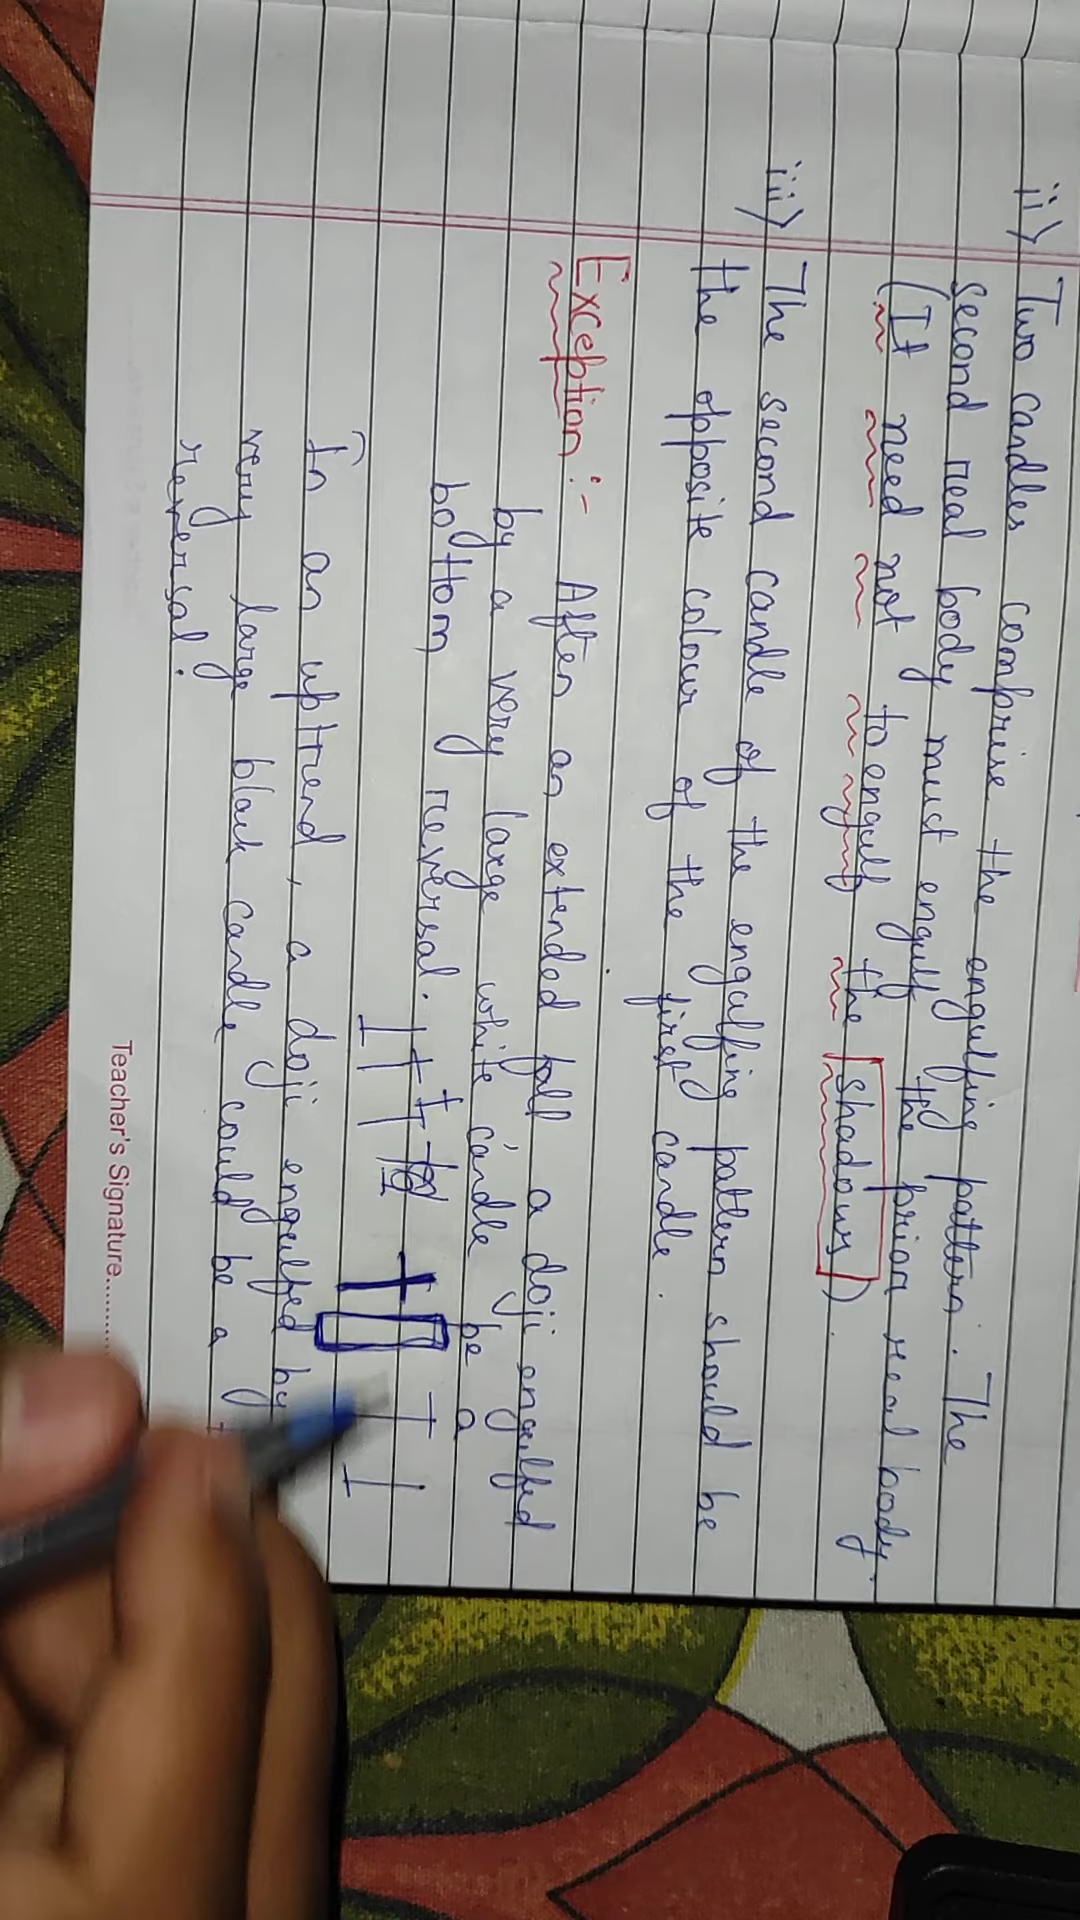 ii) Two candles comprise the engulfing pattern. The
second real body must engulf the prior real body.
(It need not to engulf the shadows)
iii) The second candle of the engulfing pattern should be
the opposite colour of the first candle.
Exception :- After an extended fall a doji engulfed
by a very large white candle be a
bottom reversal.
In an uptrend, a doji engulfed by
very large black candle could be a
reversal.
Teacher's Signature..........